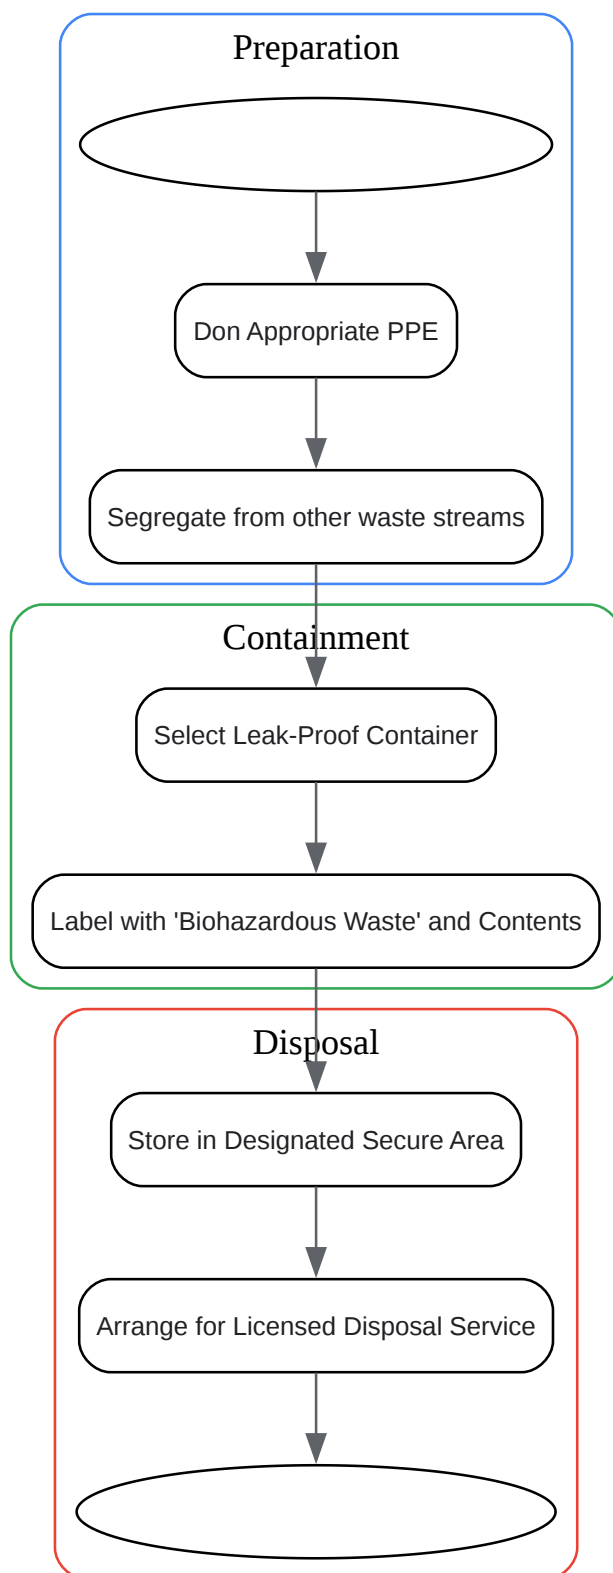 Preparation
Don Appropriate PPE
Segregate from other waste streams
Containment
Select Leak-Proof Container
Label with 'Biohazardous Waste' and Contents
Disposal
Store in Designated Secure Area
Arrange for Licensed Disposal Service